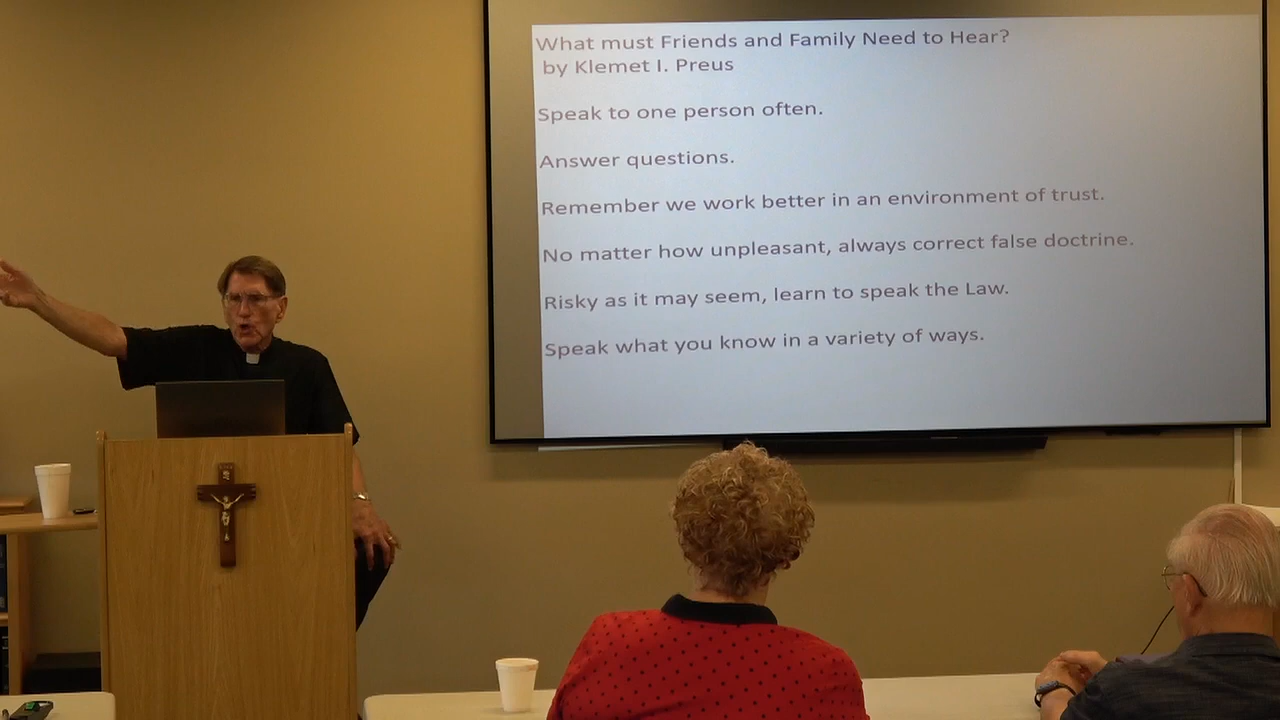 What must Friends and Family Need to Hear?
by Klemet I. Preus
Speak to one person often.
Answer questions.
Remember we work better in an environment of trust.
No matter how unpleasant, always correct false doctrine.
Risky as it may seem, learn to speak the Law.
Speak what you know in a variety of ways.